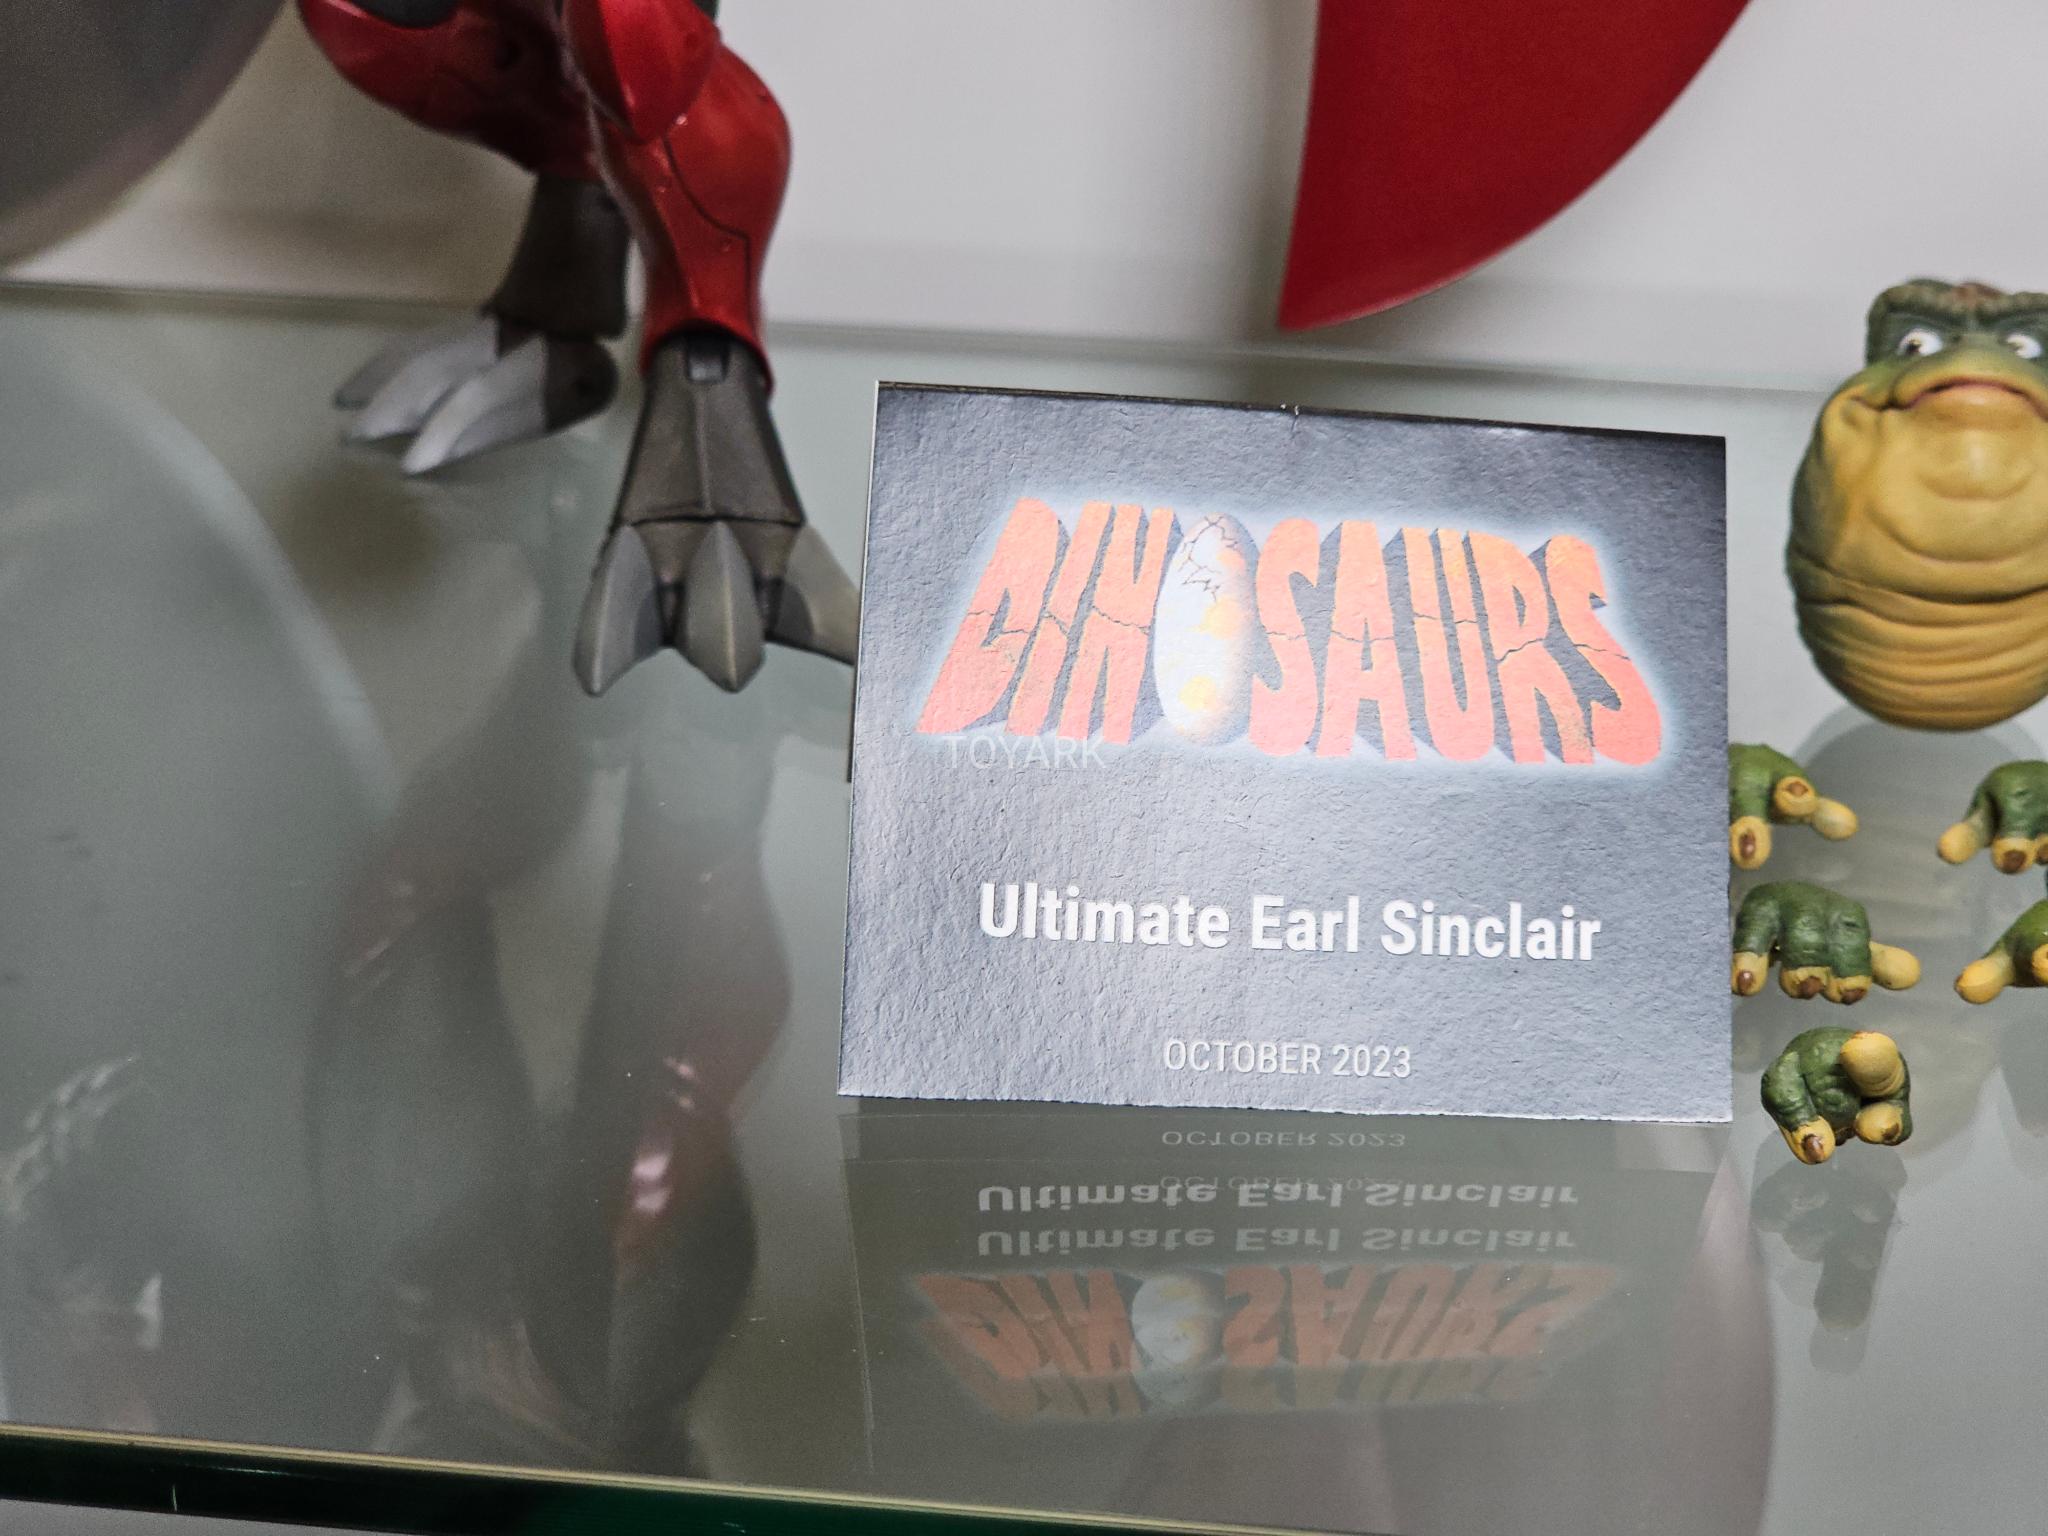 DINOSAURS
TOYARK
Ultimate Earl Sinclair
OCTOBER 2023